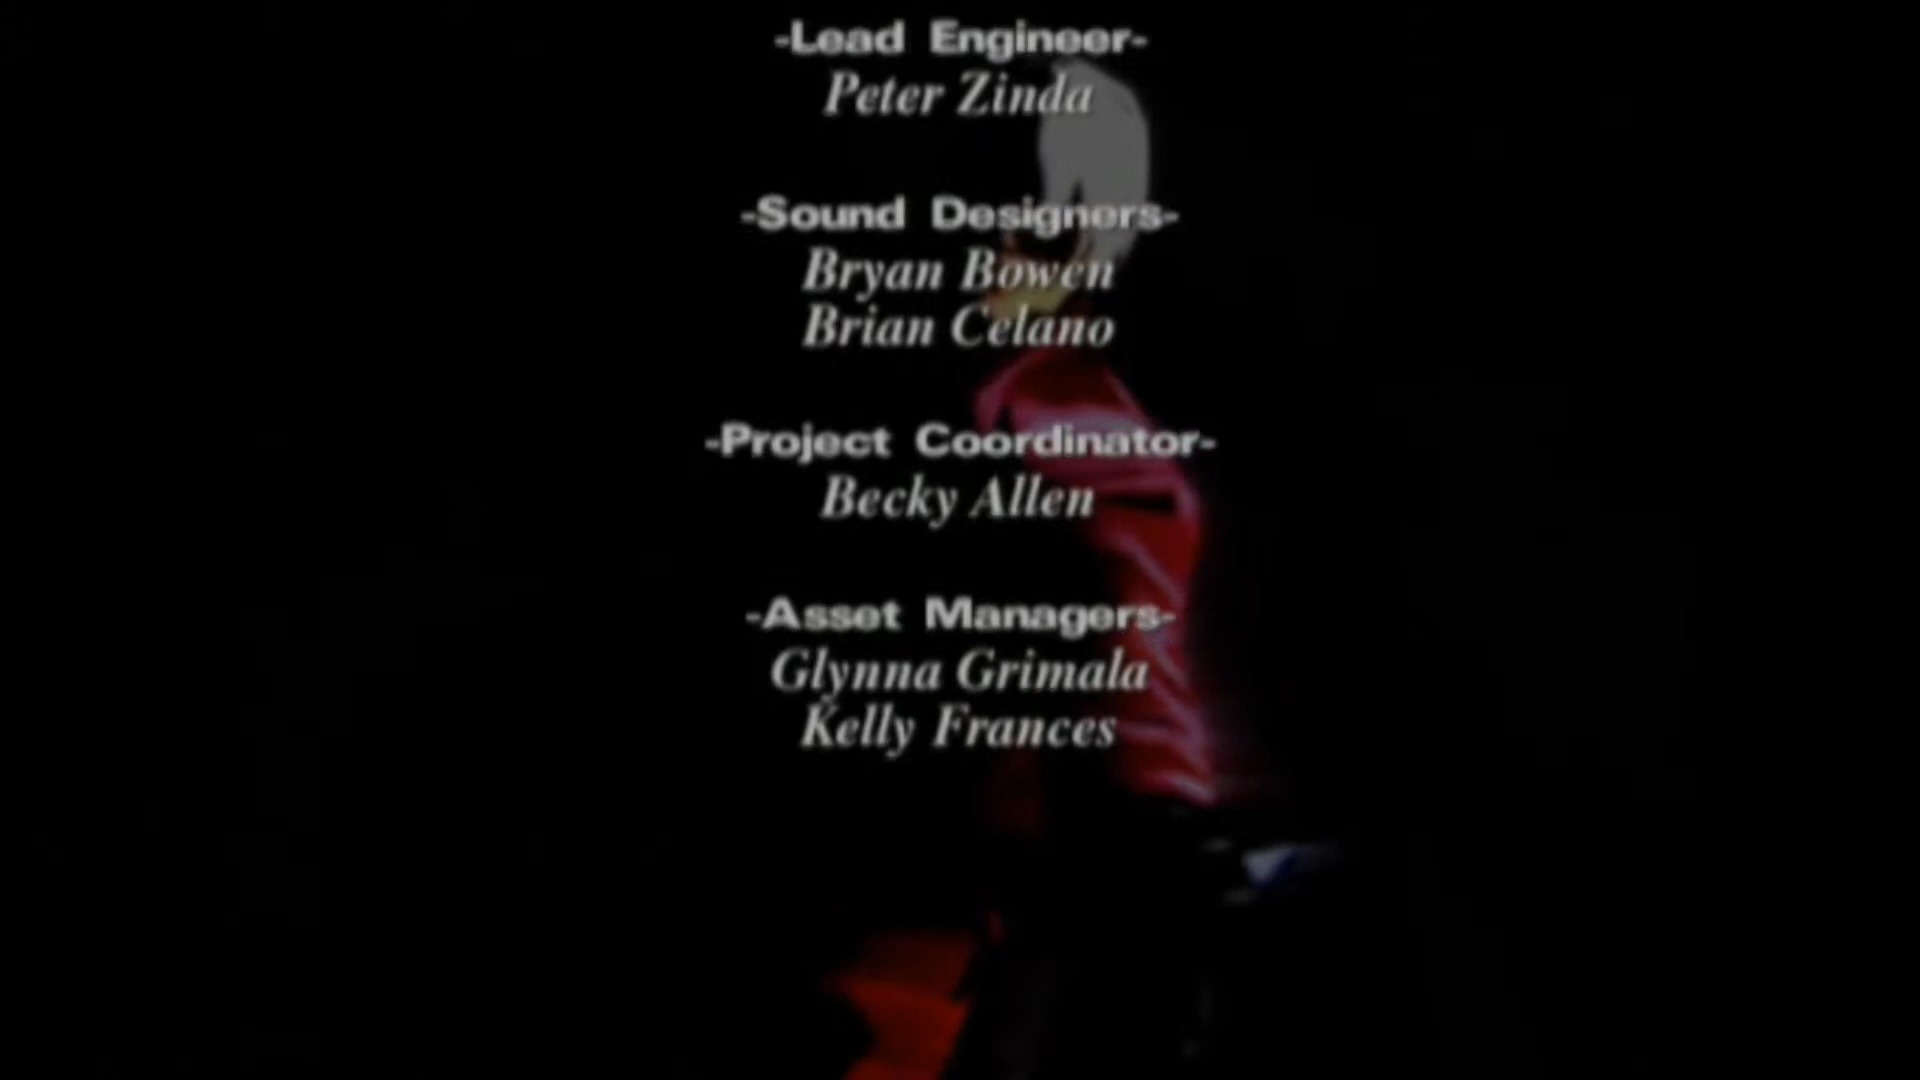 -Lead Engineer-
Peter Zinda
-Sound Designers-
Bryan Bowen
Brian Celano
-Project Coordinator-
Becky Allen
-Asset Managers-
Glynna Grimala
Kelly Frances